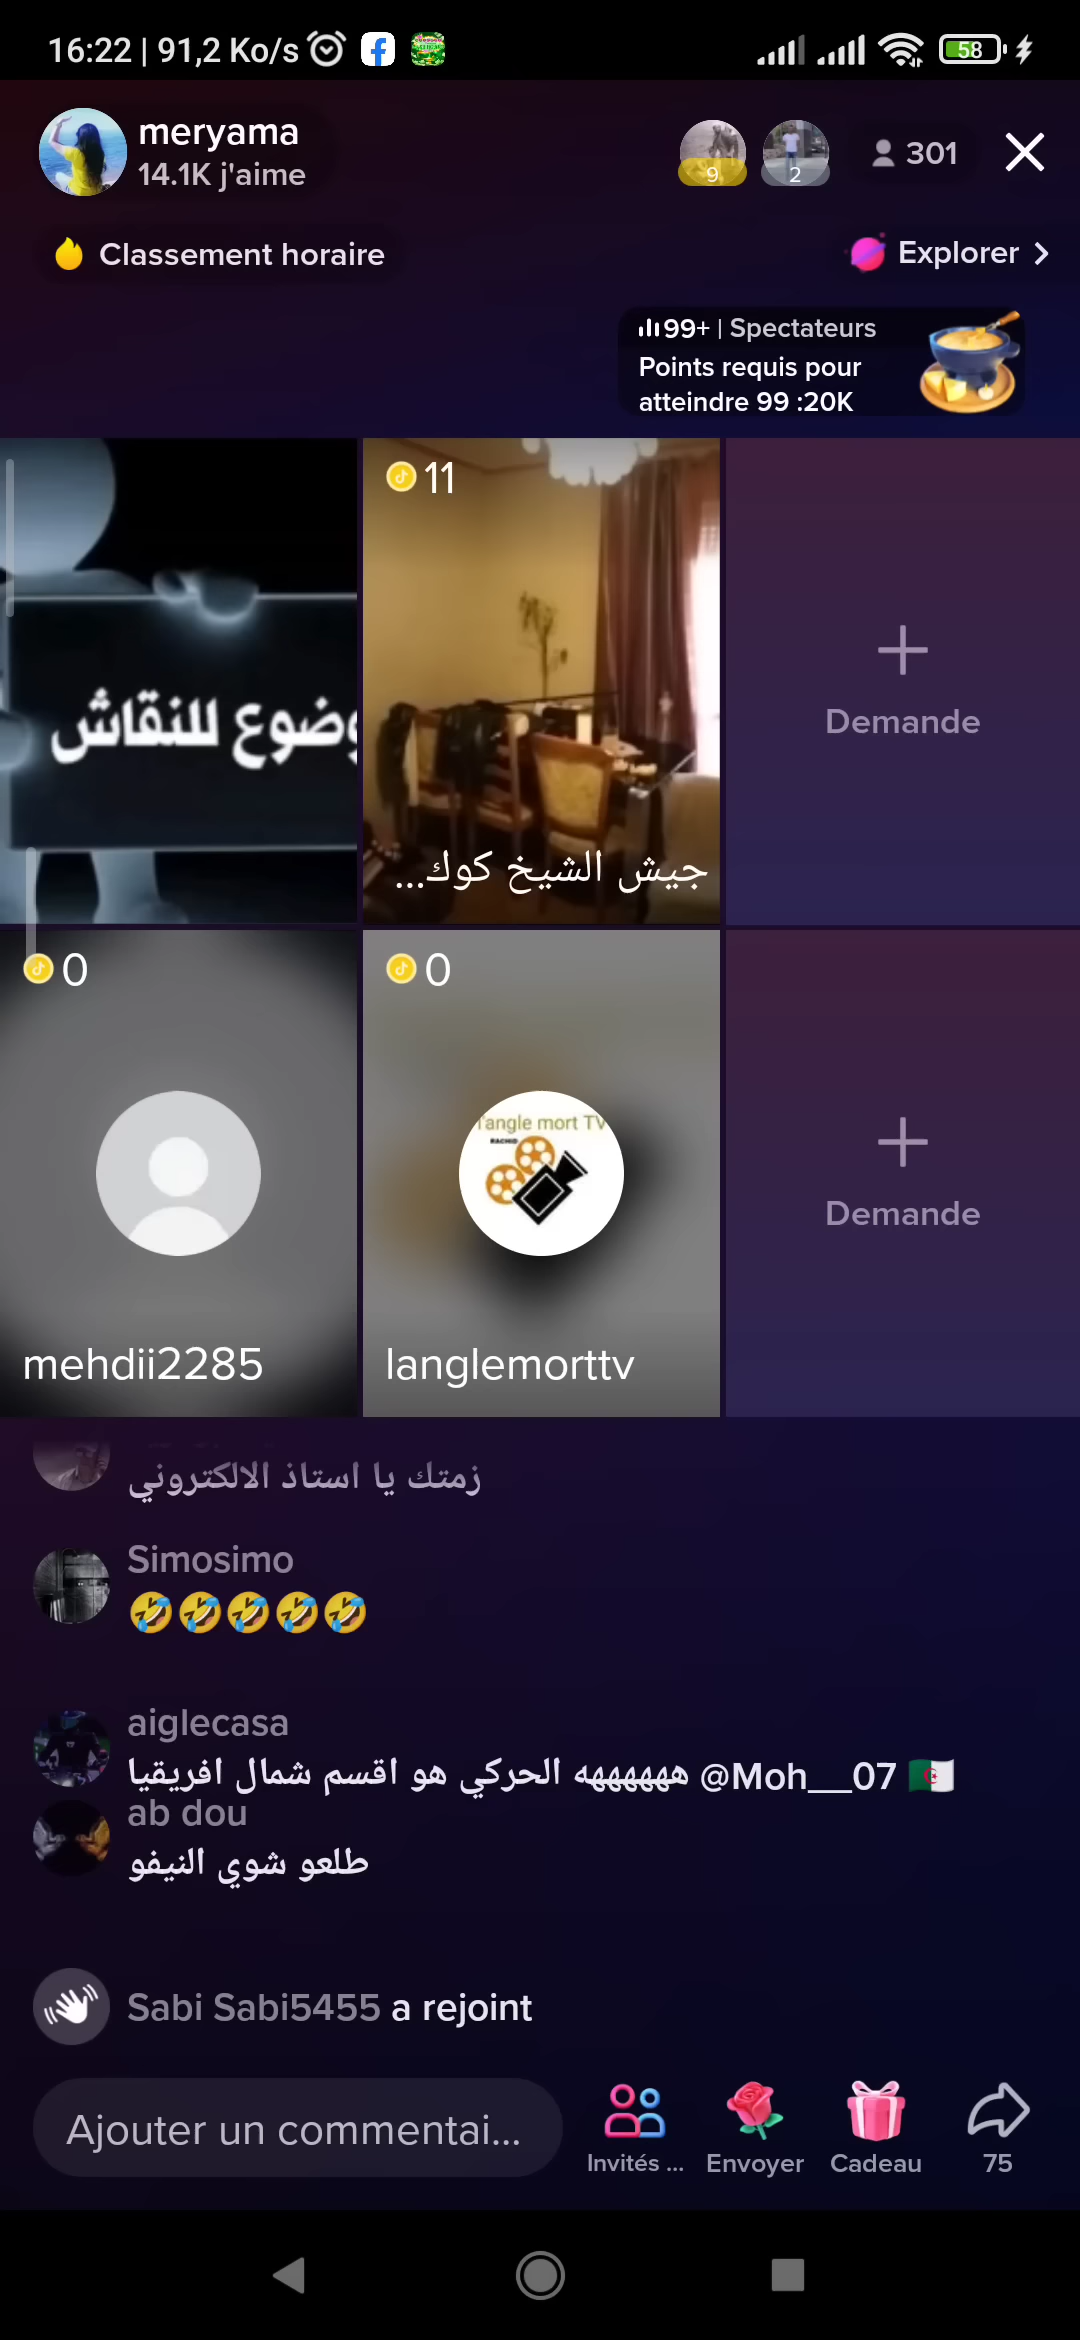 16:22 | 91,2 Ko/s
58
meryama
14.1K j'aime
9
2
301
Classement horaire
Explorer
99+ | Spectateurs
Points requis pour
atteindre 99 :20K
وضوع للنقاش
11
جيش الشيخ كوك...
Demande
0
Tangle mort TV
RACHID
mehdii2285
0
langlemorttv
Demande
زمتك يا استاذ الالكتروني
Simosimo
🤣🤣🤣🤣🤣
aiglecasa
@Moh__07 🇩🇿 ههههههه الحركي هو اقسم شمال افريقيا
ab dou
طلعو شوي النيفو
Sabi Sabi5455 a rejoint
Ajouter un commentai...
Invités ...
Envoyer
Cadeau
75